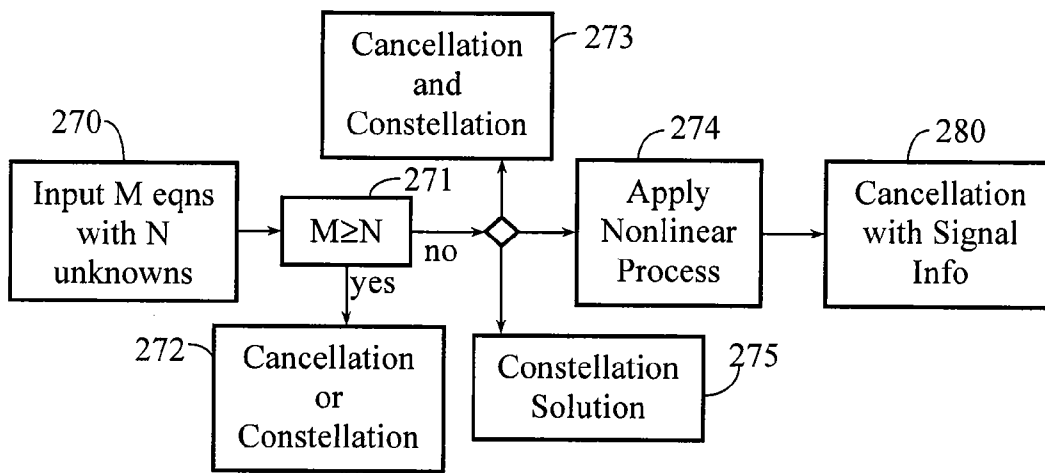 273
Cancellation
and
Constellation
270
Input M eqns
with N
unknowns
271
M≥N
no
yes
274
Apply
Nonlinear
Process
280
Cancellation
with Signal
Info
272
Cancellation
or
Constellation
275
Constellation
Solution